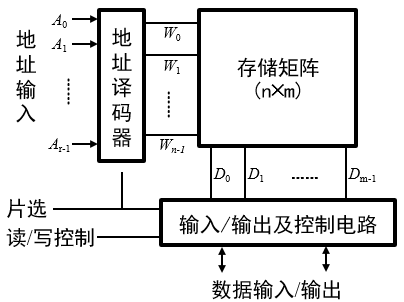 地址输入
A0
A1
Ar-1
地址译码器
W0
W1
Wn-1
存储矩阵
(n×m)
D0
D1
......
Dm-1
片选
读/写控制
输入/输出及控制电路
数据输入/输出